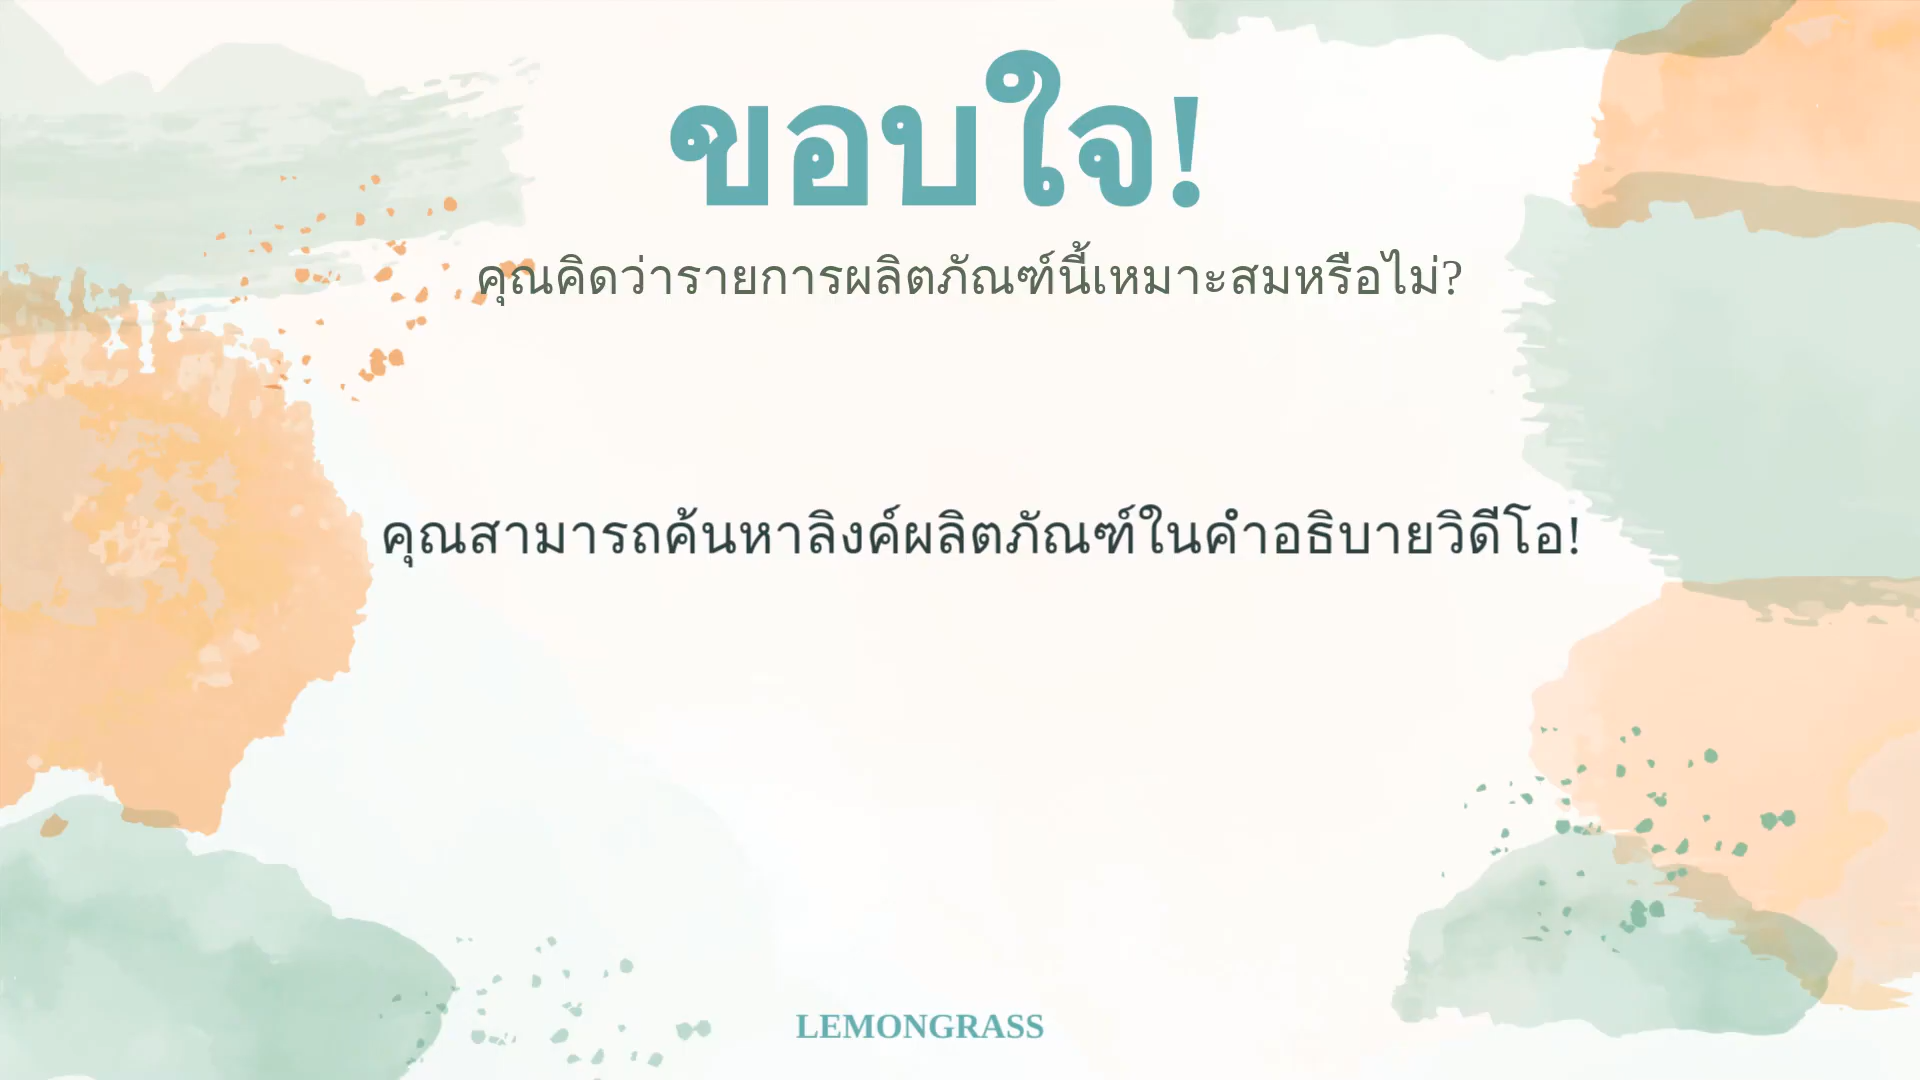 ขอบใจ!
คุณคิดว่ารายการผลิตภัณฑ์นี้เหมาะสมหรือไม่?
คุณสามารถค้นหาลิงค์ผลิตภัณฑ์ในคำอธิบายวิดีโอ!
LEMONGRASS